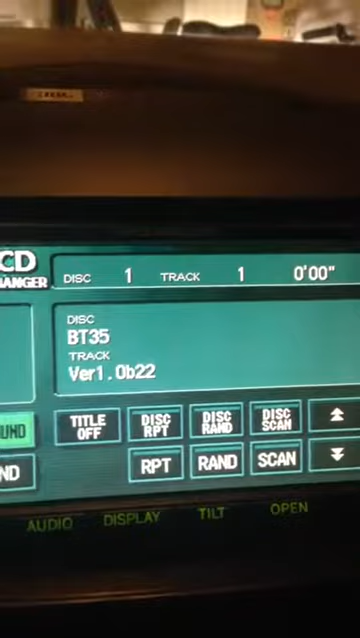 CD
HANGER
DISC 1 TRACK 1 0'00"
DISC
BT35
TRACK
Ver1.0b22
UND
TITLE OFF
DISC RPT
DISC RAND
DISC SCAN
ND
RPT
RAND
SCAN
AUDIO DISPLAY TILT OPEN